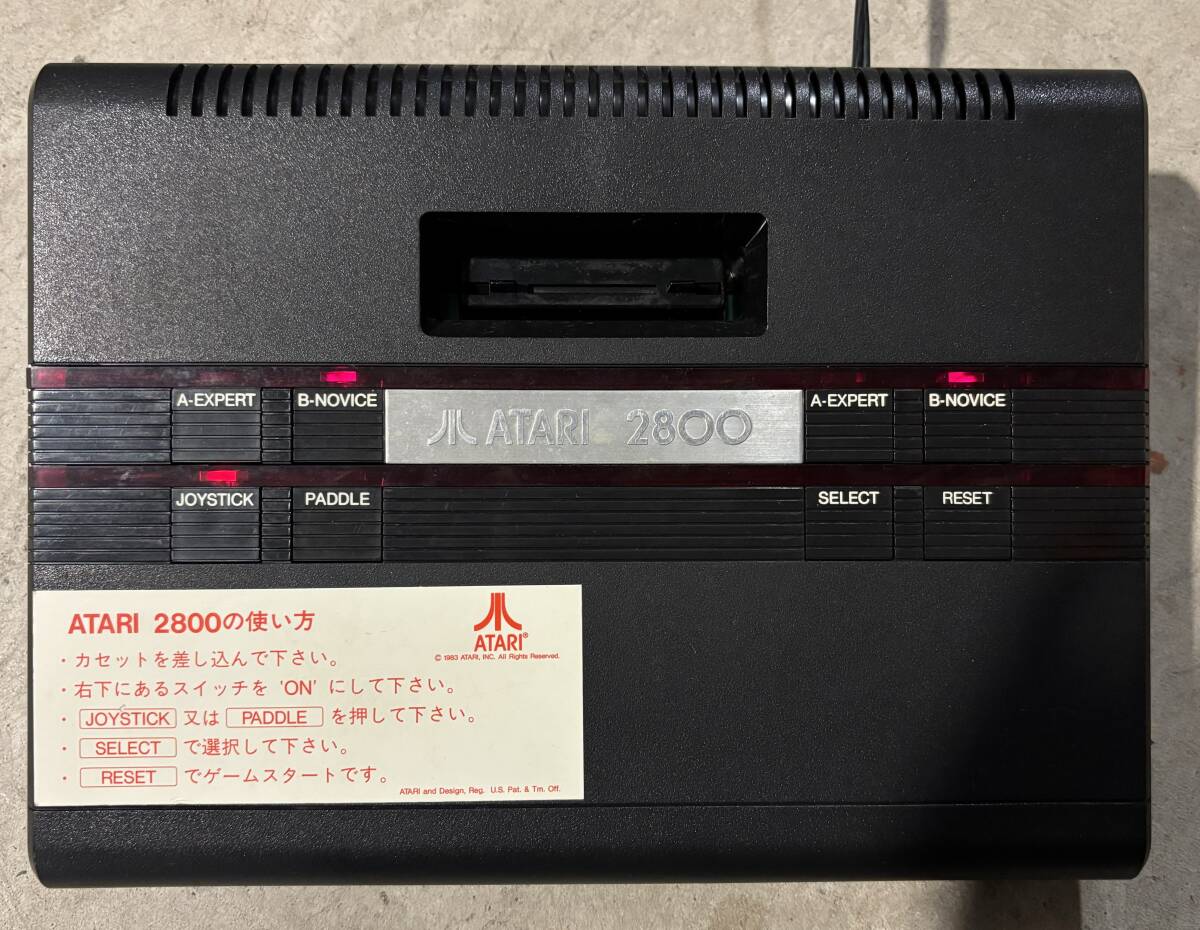 A-EXPERT B-NOVICE ATARI 2800 A-EXPERT B-NOVICE
JOYSTICK PADDLE SELECT RESET
ATARI 2800の使い方
ATARI®
© 1983 ATARI, INC. All Rights Reserved.
・カセットを差し込んで下さい。
・右下にあるスイッチを 'ON' にして下さい。
・ JOYSTICK 又は PADDLE を押して下さい。
・ SELECT で選択して下さい。
・ RESET でゲームスタートです。
ATARI and Design, Reg. U.S. Pat. & Tm. Off.